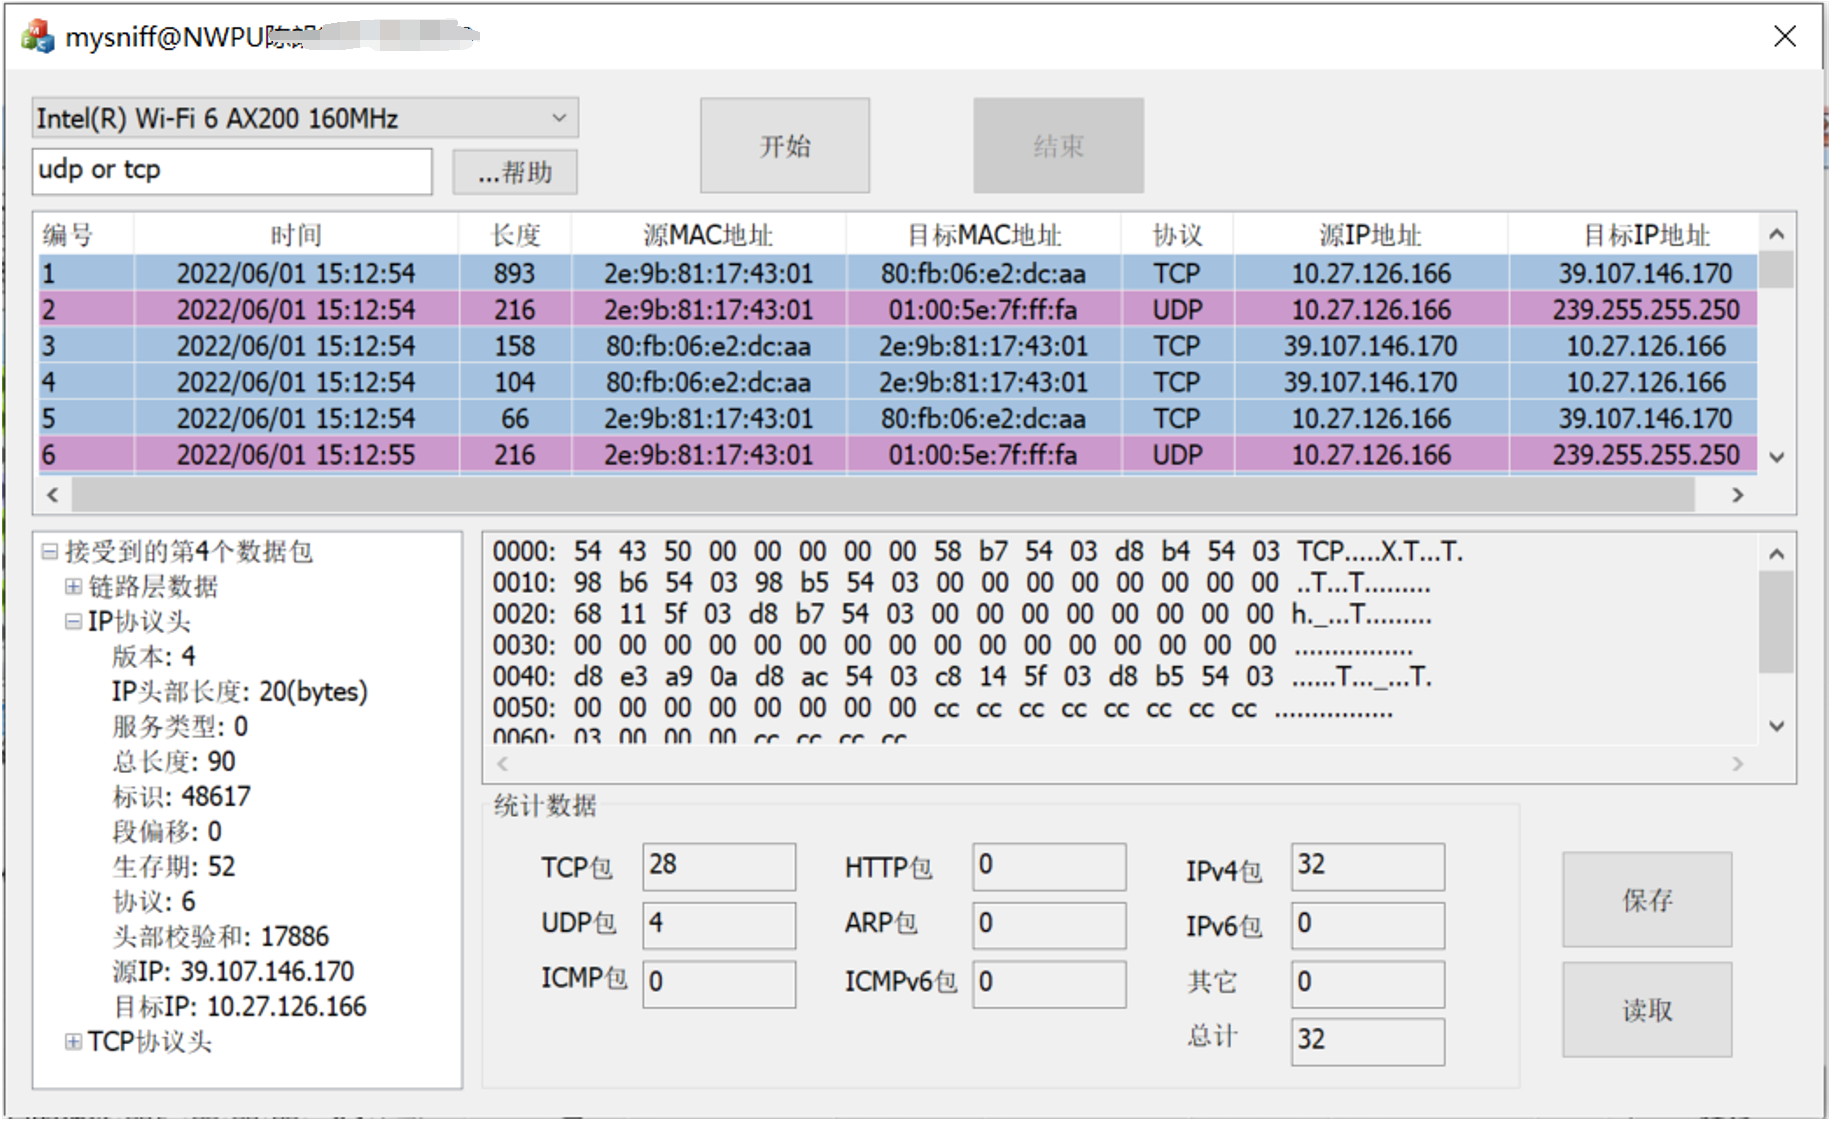 mysniff@NWPU陈
Intel(R) Wi-Fi 6 AX200 160MHz
udp or tcp
...帮助
开始
结束
编号 时间 长度 源MAC地址 目标MAC地址 协议 源IP地址 目标IP地址
1 2022/06/01 15:12:54 893 2e:9b:81:17:43:01 80:fb:06:e2:dc:aa TCP 10.27.126.166 39.107.146.170
2 2022/06/01 15:12:54 216 2e:9b:81:17:43:01 01:00:5e:7f:ff:fa UDP 10.27.126.166 239.255.255.250
3 2022/06/01 15:12:54 158 80:fb:06:e2:dc:aa 2e:9b:81:17:43:01 TCP 39.107.146.170 10.27.126.166
4 2022/06/01 15:12:54 104 80:fb:06:e2:dc:aa 2e:9b:81:17:43:01 TCP 39.107.146.170 10.27.126.166
5 2022/06/01 15:12:54 66 2e:9b:81:17:43:01 80:fb:06:e2:dc:aa TCP 10.27.126.166 39.107.146.170
6 2022/06/01 15:12:55 216 2e:9b:81:17:43:01 01:00:5e:7f:ff:fa UDP 10.27.126.166 239.255.255.250
接受到的第4个数据包
链路层数据
IP协议头
版本: 4
IP头部长度: 20(bytes)
服务类型: 0
总长度: 90
标识: 48617
段偏移: 0
生存期: 52
协议: 6
头部校验和: 17886
源IP: 39.107.146.170
目标IP: 10.27.126.166
TCP协议头
0000: 54 43 50 00 00 00 00 00 58 b7 54 03 d8 b4 54 03 TCP.....X.T...T.
0010: 98 b6 54 03 98 b5 54 03 00 00 00 00 00 00 00 00 ..T...T.........
0020: 68 11 5f 03 d8 b7 54 03 00 00 00 00 00 00 00 00 h._...T.........
0030: 00 00 00 00 00 00 00 00 00 00 00 00 00 00 00 00 ................
0040: d8 e3 a9 0a d8 ac 54 03 c8 14 5f 03 d8 b5 54 03 ......T..._...T.
0050: 00 00 00 00 00 00 00 00 cc cc cc cc cc cc cc cc ................
0060: 03 00 00 00 cc cc cc cc
统计数据
TCP包 28 HTTP包 0 IPv4包 32
UDP包 4 ARP包 0 IPv6包 0
ICMP包 0 ICMPv6包 0 其它 0
总计 32
保存
读取